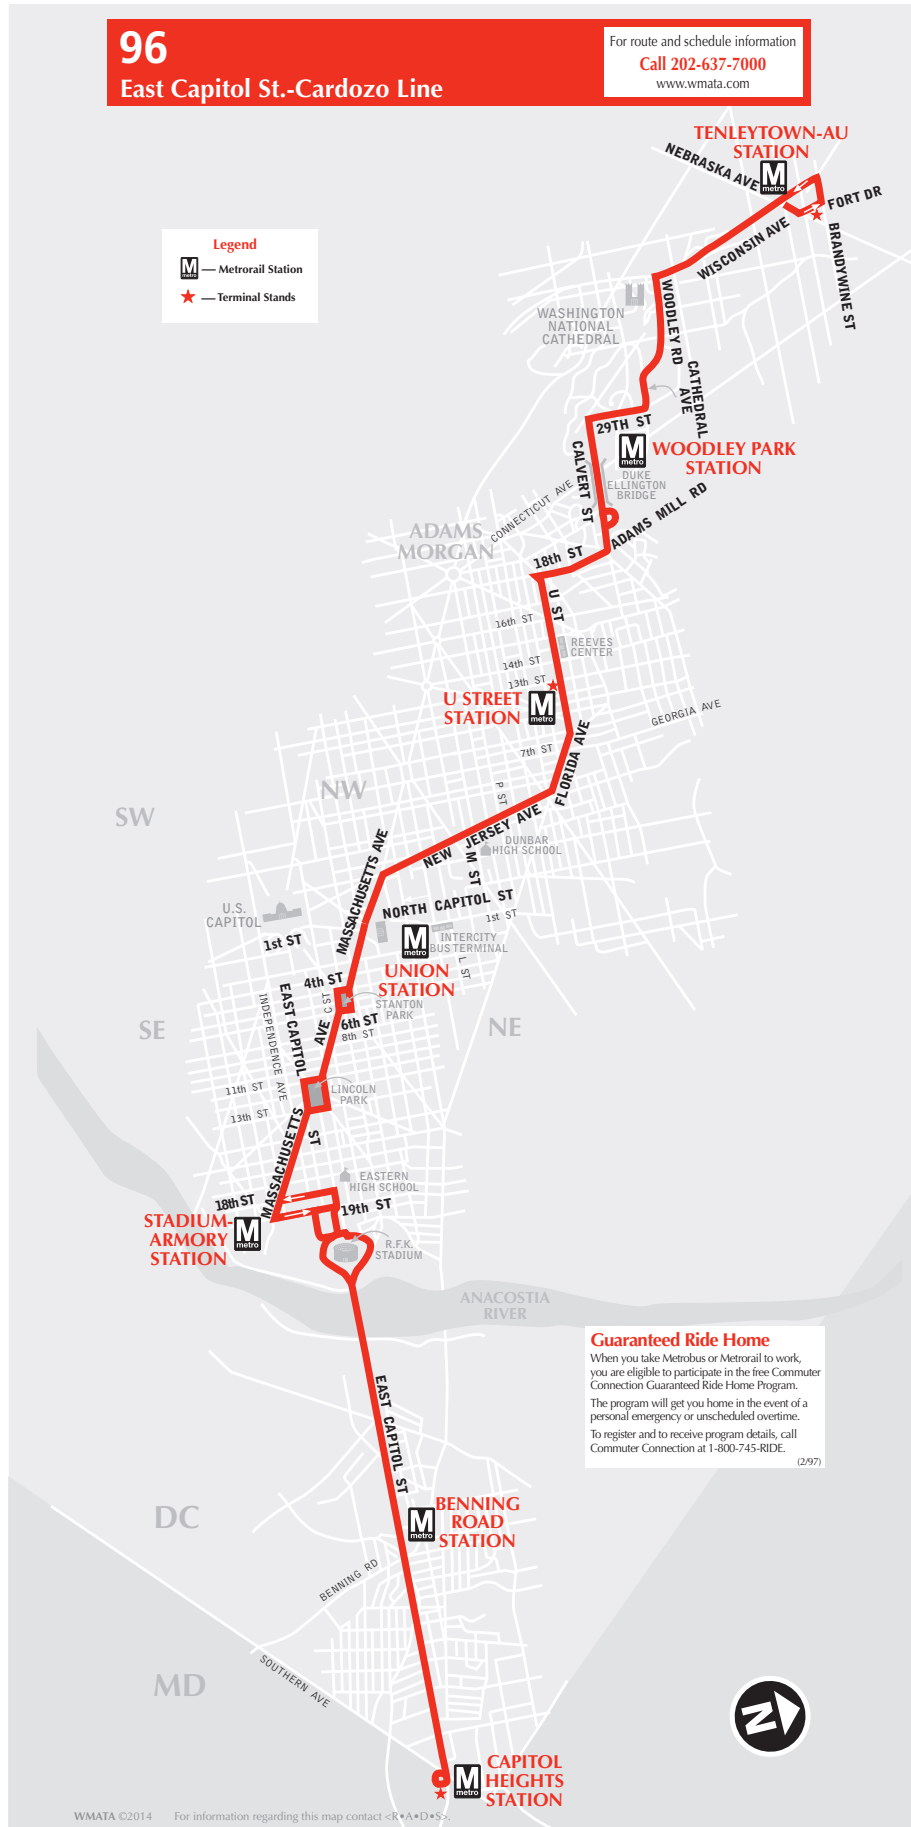 96
East Capitol St.-Cardozo Line
For route and schedule information
Call 202-637-7000
www.wmata.com
TENLEYTOWN-AU
STATION
M
metro
NEBRASKA AVE
FORT DR
WISCONSIN AVE
BRANDYWINE ST
Legend
M
metro
— Metrorail Station
★ — Terminal Stands
WASHINGTON
NATIONAL
CATHEDRAL
WOODLEY RD
CATHEDRAL
AVE
29TH ST
M
metro
WOODLEY PARK
STATION
CALVERT ST
DUKE
ELLINGTON
BRIDGE
CONNECTICUT AVE
ADAMS MILL RD
ADAMS
MORGAN
18th ST
U ST
16th ST
REEVES
CENTER
14th ST
13th ST
U STREET
STATION
M
metro
GEORGIA AVE
7th ST
FLORIDA AVE
P ST
NW
SW
NEW JERSEY AVE
DUNBAR
HIGH SCHOOL
M ST
MASSACHUSETTS AVE
NORTH CAPITOL ST
1st ST
U.S.
CAPITOL
1st ST
M
metro
INTERCITY
BUS TERMINAL
L ST
UNION
STATION
4th ST
C ST
STANTON
PARK
EAST CAPITOL
INDEPENDENCE AVE
AVE
6th ST
8th ST
SE
NE
11th ST
LINCOLN
PARK
13th ST
MASSACHUSETTS
ST
EASTERN
HIGH SCHOOL
18th ST
19th ST
STADIUM-
ARMORY
STATION
M
metro
R.F.K.
STADIUM
ANACOSTIA
RIVER
Guaranteed Ride Home
When you take Metrobus or Metrorail to work,
you are eligible to participate in the free Commuter
Connection Guaranteed Ride Home Program.
The program will get you home in the event of a
personal emergency or unscheduled overtime.
To register and to receive program details, call
Commuter Connection at 1-800-745-RIDE.
(2/97)
EAST CAPITOL ST
DC
M
metro
BENNING
ROAD
STATION
BENNING RD
SOUTHERN AVE
MD
N
M
metro
CAPITOL
HEIGHTS
STATION
WMATA ©2014 For information regarding this map contact <R•A•D•S>.